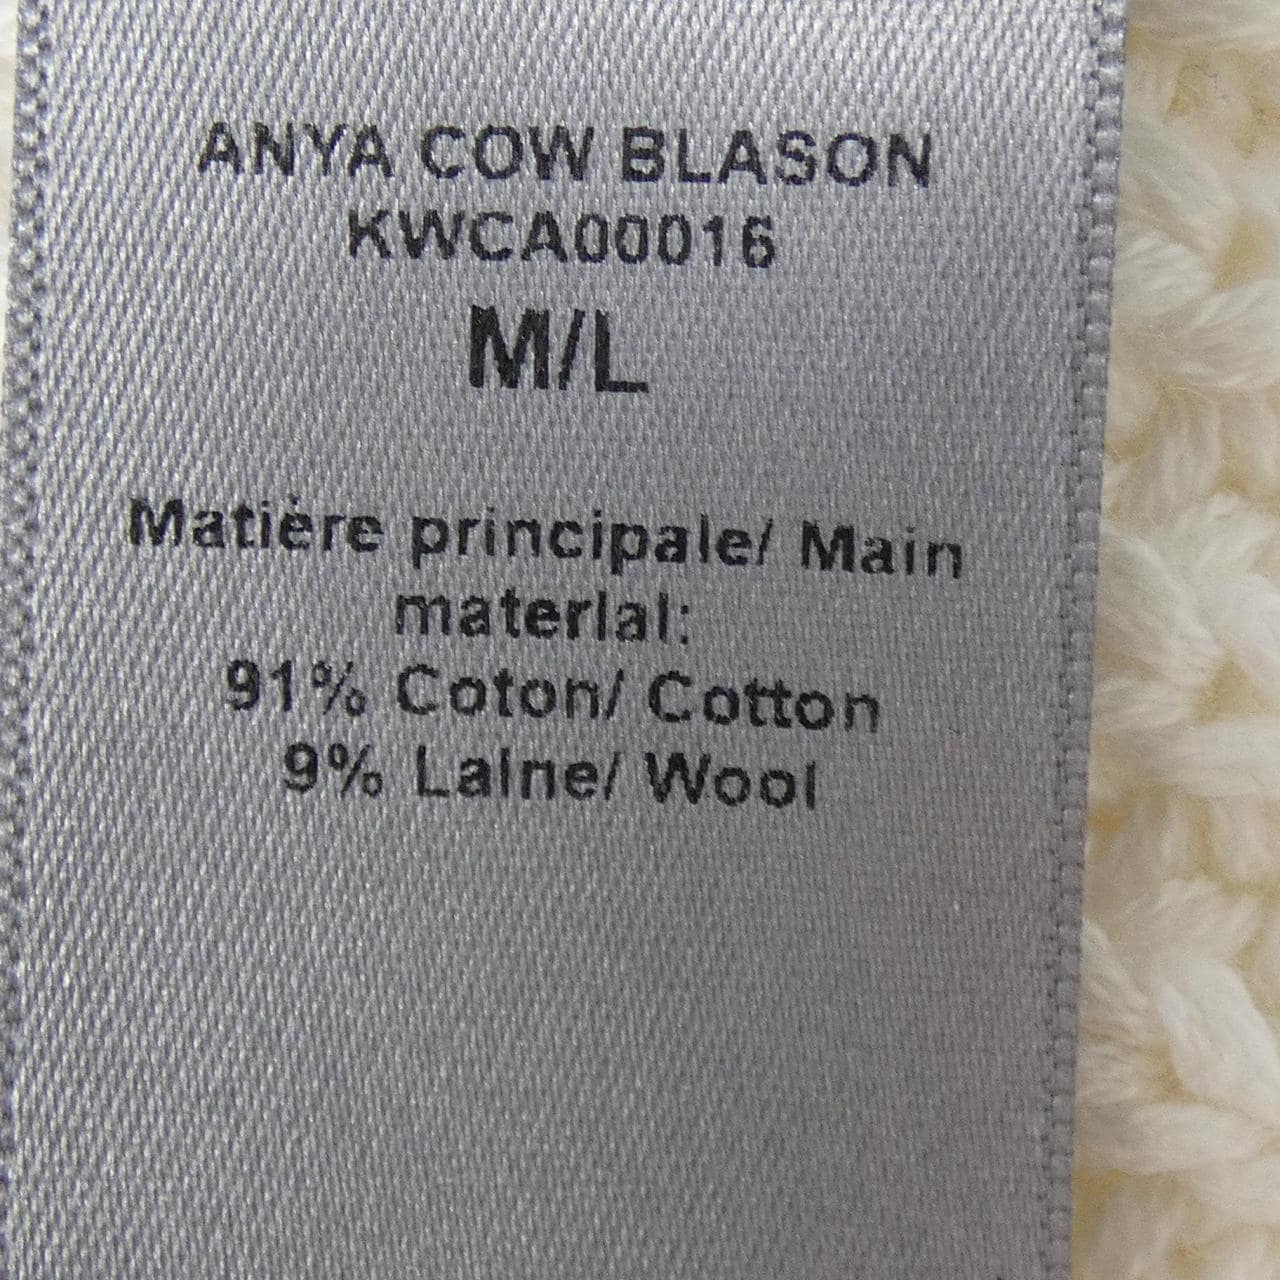 ANYA COW BLASON
KWCA00016
M/L
Matière principale/ Main
material:
91% Coton/ Cotton
9% Laine/ Wool